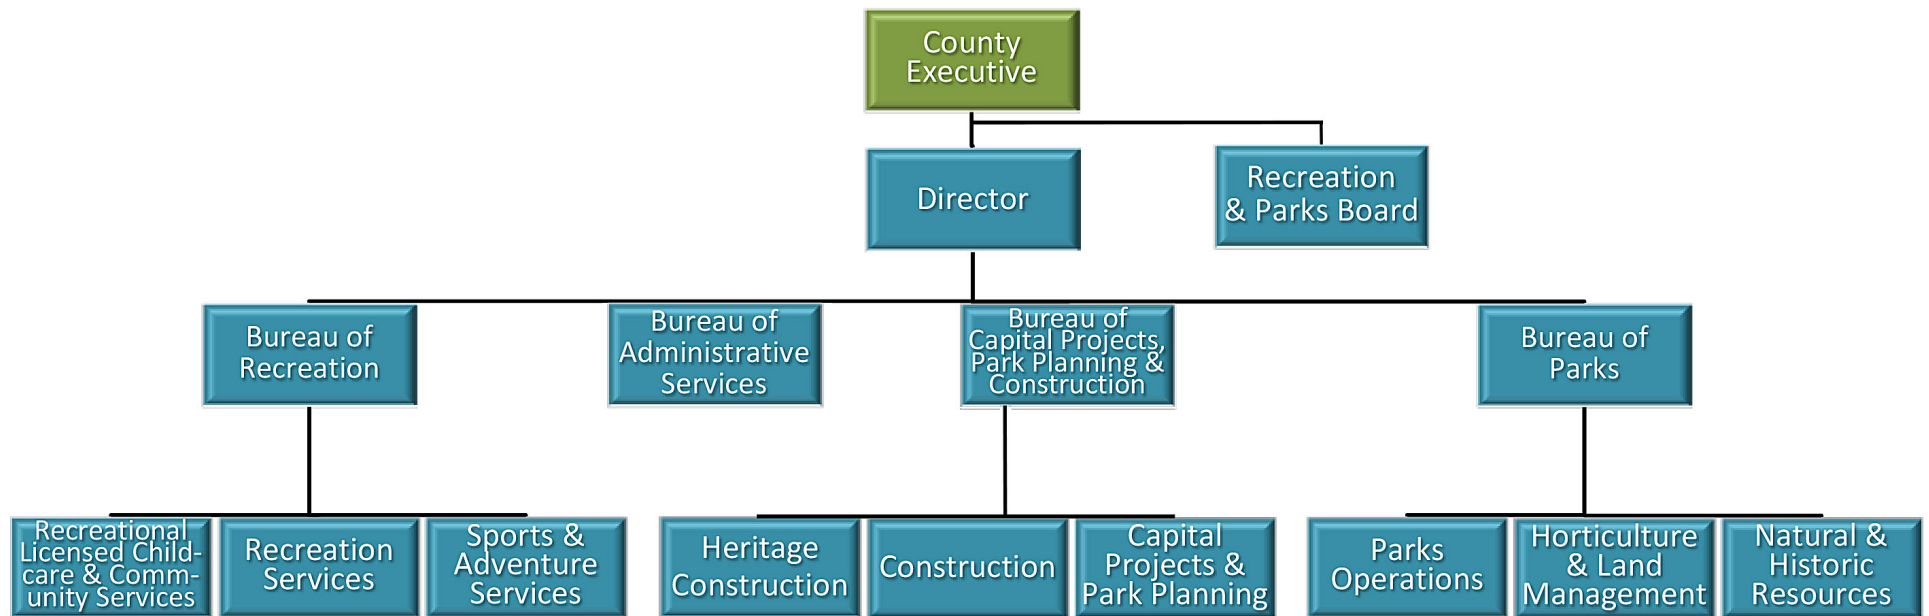 County
Executive
Director
Recreation
& Parks Board
Bureau of
Recreation
Bureau of
Administrative
Services
Bureau of
Capital Projects,
Park Planning &
Construction
Bureau of
Parks
Recreational
Licensed Child-
care & Comm-
unity Services
Recreation
Services
Sports &
Adventure
Services
Heritage
Construction
Construction
Capital
Projects &
Park Planning
Parks
Operations
Horticulture
& Land
Management
Natural &
Historic
Resources